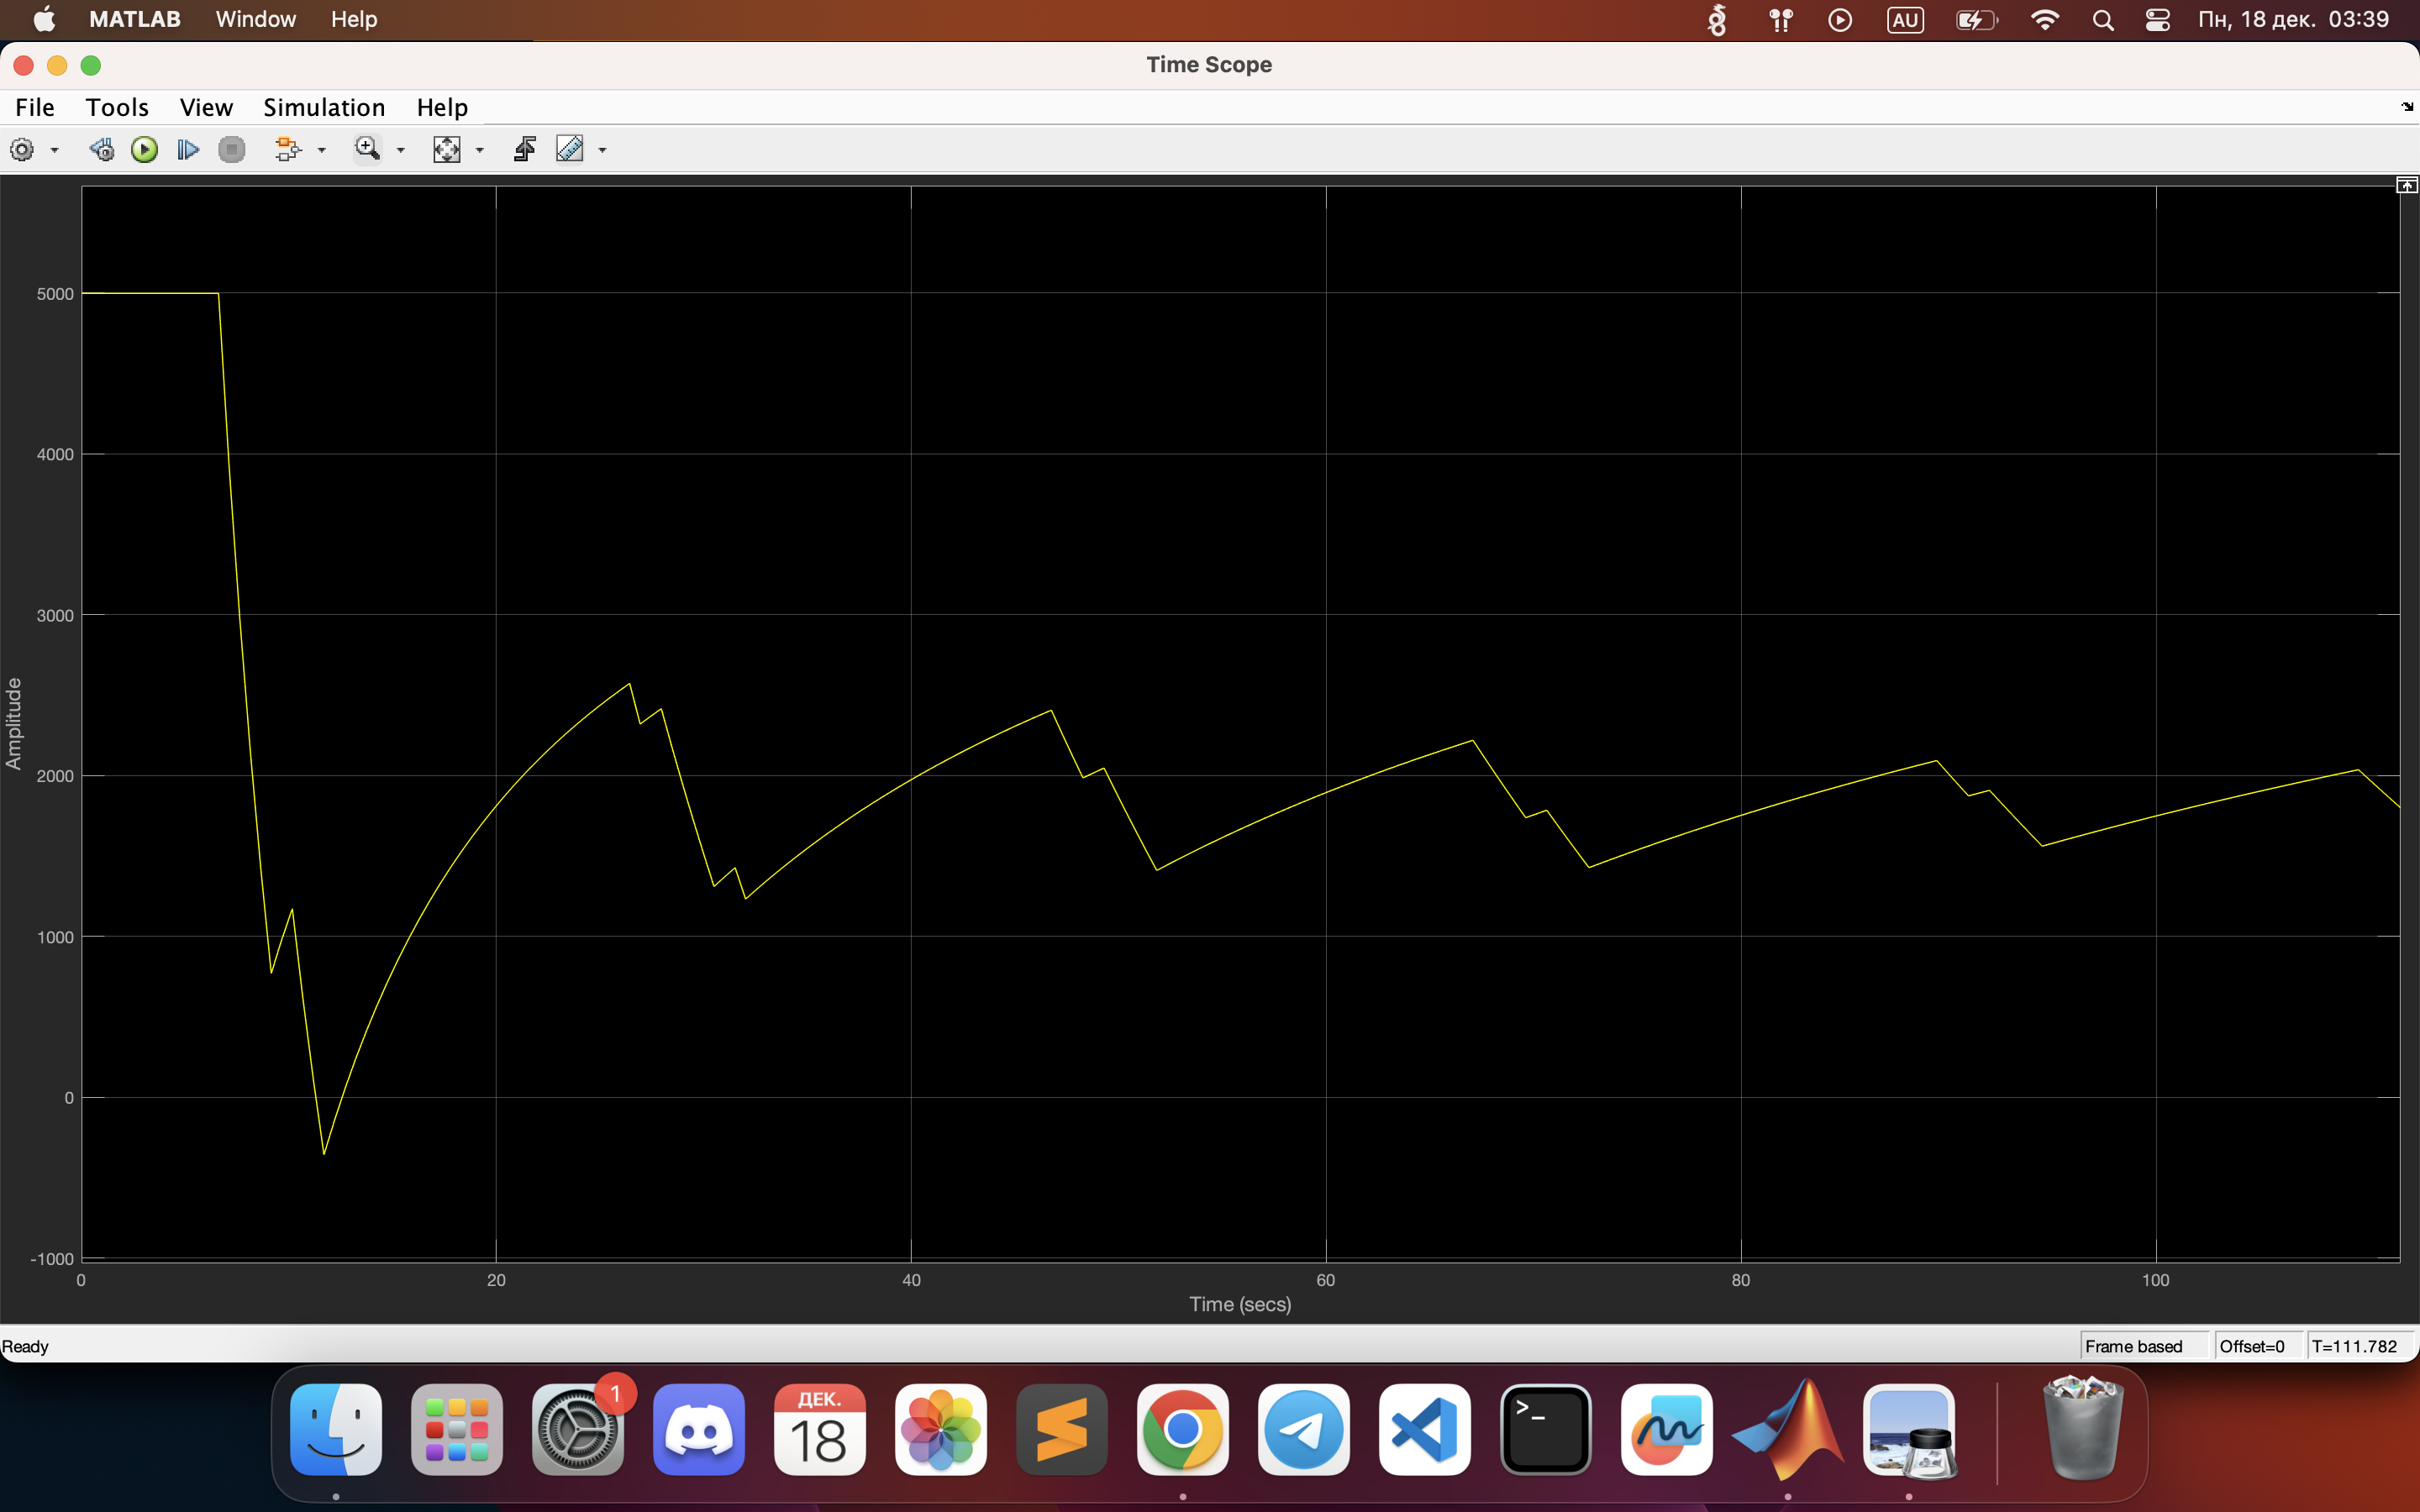 MATLAB Window Help AU Пн, 18 дек. 03:39
Time Scope
File Tools View Simulation Help
5000
4000
3000
2000
1000
0
-1000
Amplitude
0 20 40 60 80 100
Time (secs)
Ready Frame based Offset=0 T=111.782
1
ДЕК.
18
>_